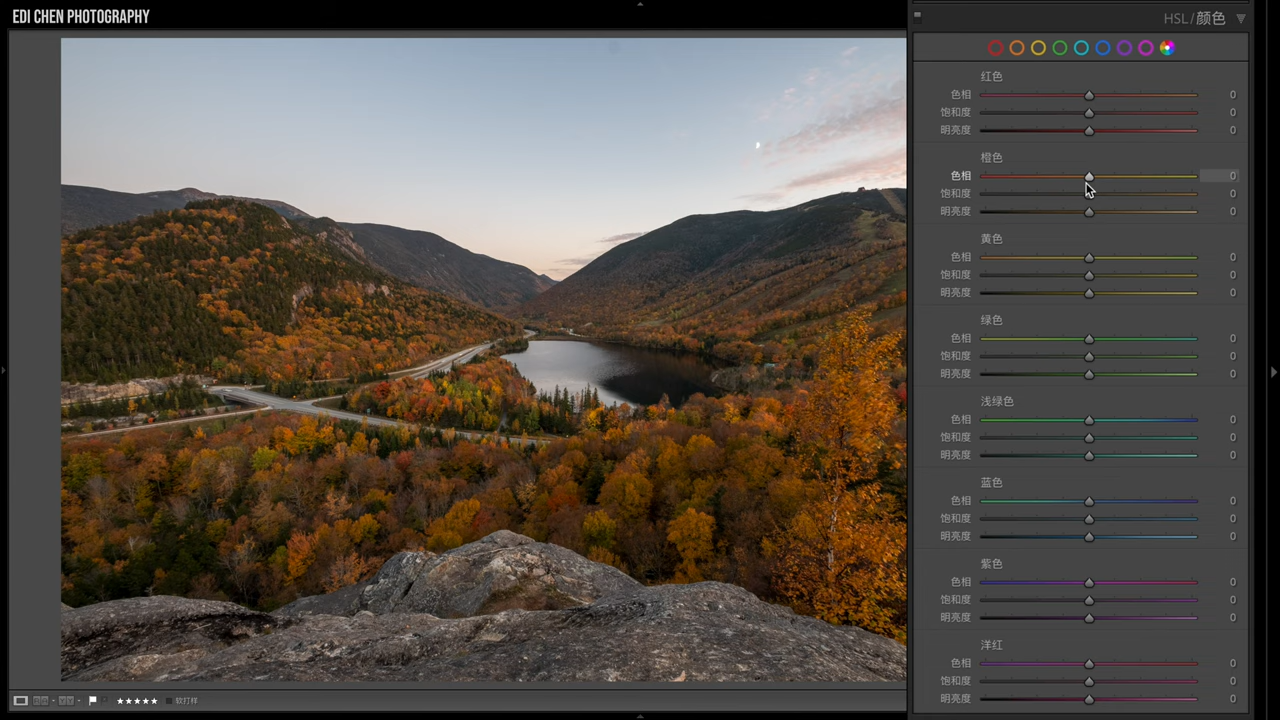 EDI CHEN PHOTOGRAPHY
HSL / 颜色
红色
色相 0
饱和度 0
明亮度 0
橙色
色相 0
饱和度 0
明亮度 0
黄色
色相 0
饱和度 0
明亮度 0
绿色
色相 0
饱和度 0
明亮度 0
浅绿色
色相 0
饱和度 0
明亮度 0
蓝色
色相 0
饱和度 0
明亮度 0
紫色
色相 0
饱和度 0
明亮度 0
洋红
色相 0
饱和度 0
明亮度 0
软打样